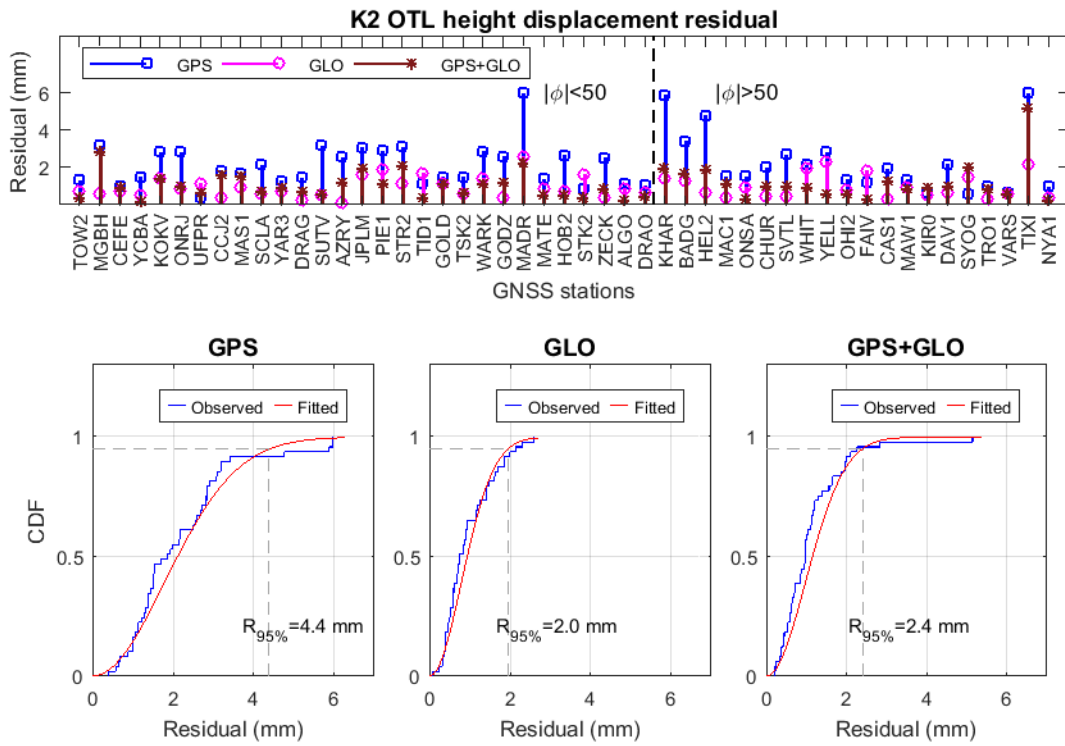 K2 OTL height displacement residual
Residual (mm)
6
4
2
GPS GLO GPS+GLO
|ϕ|<50 |ϕ|>50
TOW2 MGBH CEFE YCBA KOKV ONRJ UFPR CCJ2 MAS1 SCLA YAR3 DRAG SUTV AZRY JPLM PIE1 STR2 TID1 GOLD TSK2 WARK GODZ MADR MATE HOB2 STK2 ZECK ALGO DRAO KHAR BADG HEL2 MAC1 ONSA CHUR SVTL WHIT YELL OHI2 FAIV CAS1 MAW1 KIR0 DAV1 SYOG TRO1 VARS TIXI NYA1
GNSS stations
GPS
CDF
Observed Fitted
1
0.5
0
R95%=4.4 mm
0 2 4 6
Residual (mm)
GLO
Observed Fitted
1
0.5
0
R95%=2.0 mm
0 2 4 6
Residual (mm)
GPS+GLO
Observed Fitted
1
0.5
0
R95%=2.4 mm
0 2 4 6
Residual (mm)